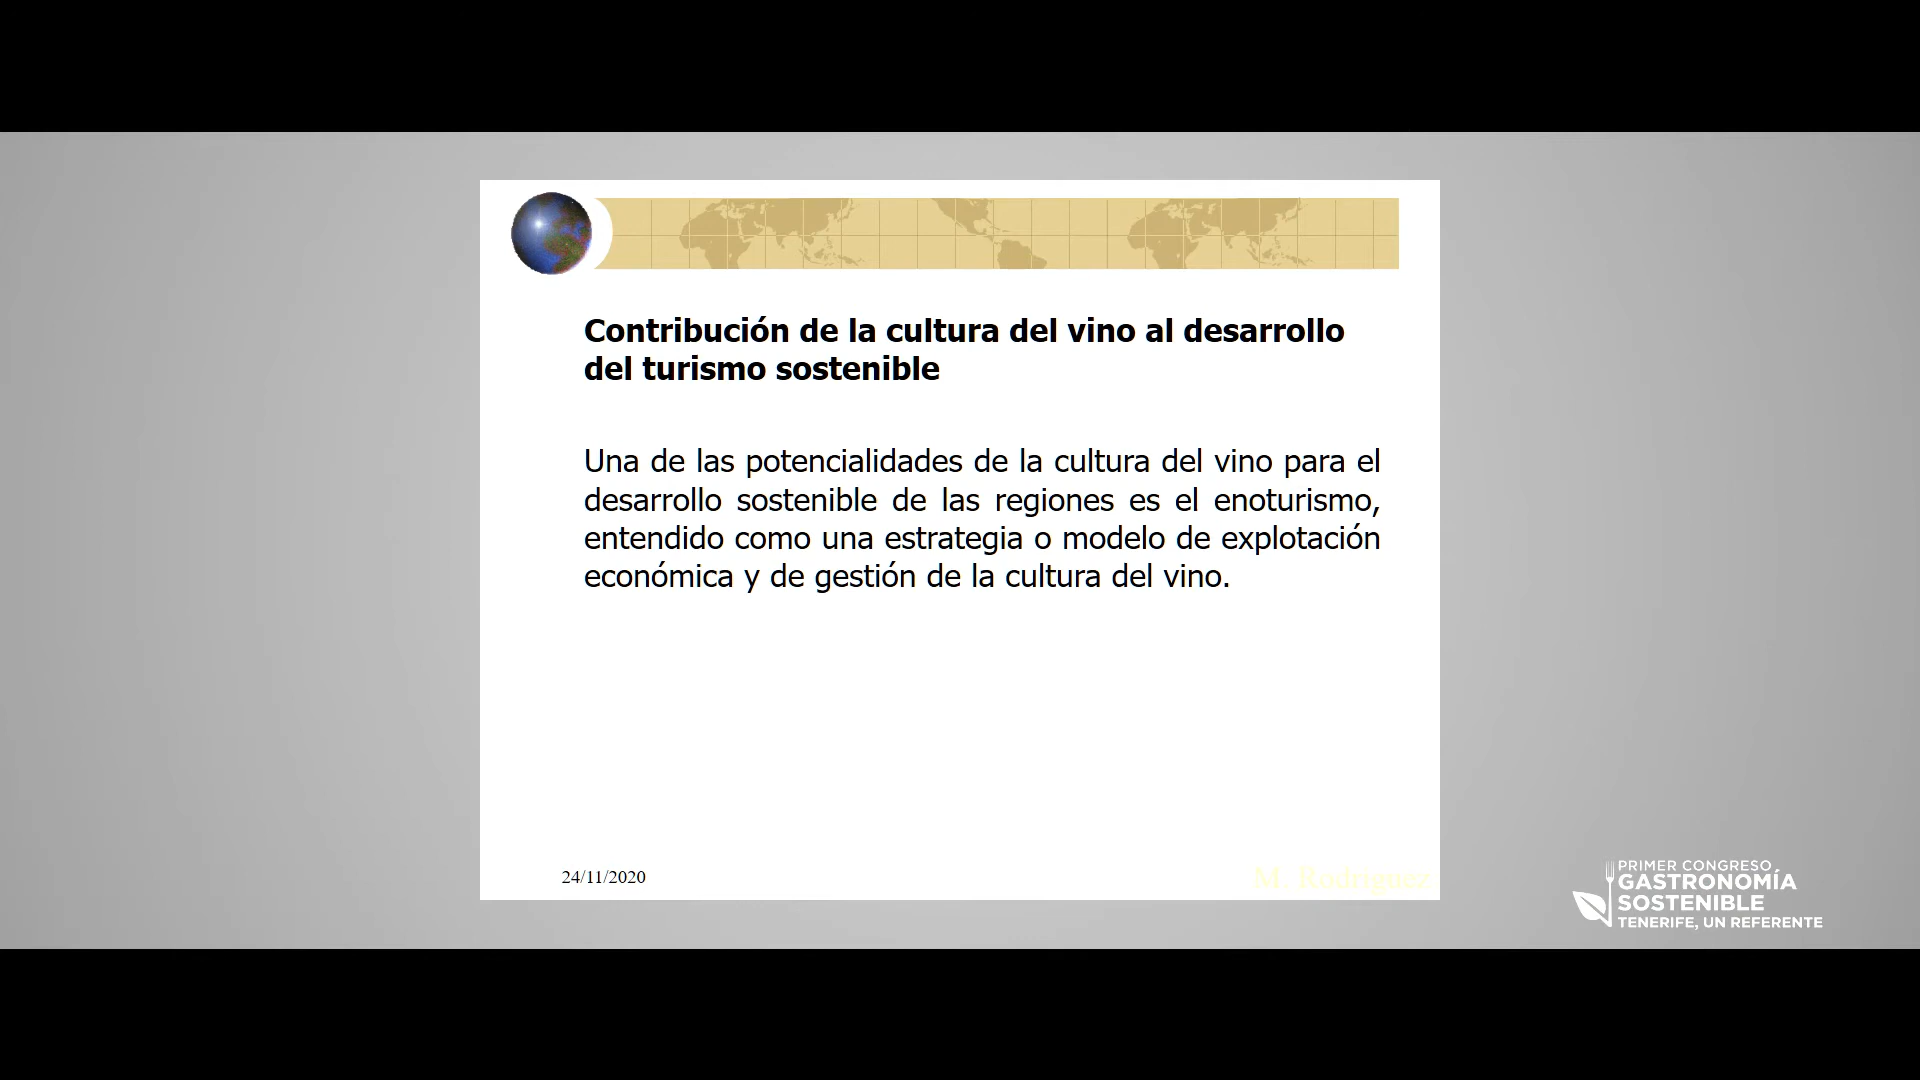 Contribución de la cultura del vino al desarrollo
del turismo sostenible
Una de las potencialidades de la cultura del vino para el
desarrollo sostenible de las regiones es el enoturismo,
entendido como una estrategia o modelo de explotación
económica y de gestión de la cultura del vino.
24/11/2020
M. Rodríguez
PRIMER CONGRESO
GASTRONOMÍA
SOSTENIBLE
TENERIFE, UN REFERENTE